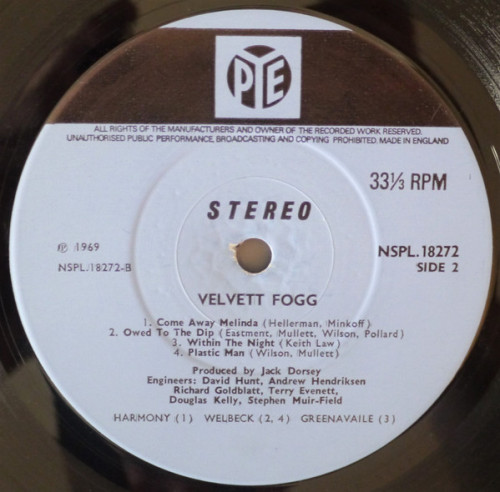 PYE
ALL RIGHTS OF THE MANUFACTURERS AND OWNER OF THE RECORDED WORK RESERVED.
UNAUTHORISED PUBLIC PERFORMANCE, BROADCASTING AND COPYING PROHIBITED. MADE IN ENGLAND
33⅓ RPM
STEREO
℗ 1969
NSPL.18272
NSPL.18272-B
SIDE 2
VELVETT FOGG
1. Come Away Melinda (Hellerman, Minkoff)
2. Owed To The Dip (Eastment, Mullett, Wilson, Pollard)
3. Within The Night (Keith Law)
4. Plastic Man (Wilson, Mullett)
Produced by Jack Dorsey
Engineers: David Hunt, Andrew Hendriksen
Richard Goldblatt, Terry Evenett,
Douglas Kelly, Stephen Muir-Field
HARMONY (1) WELBECK (2, 4) GREENAVAILE (3)